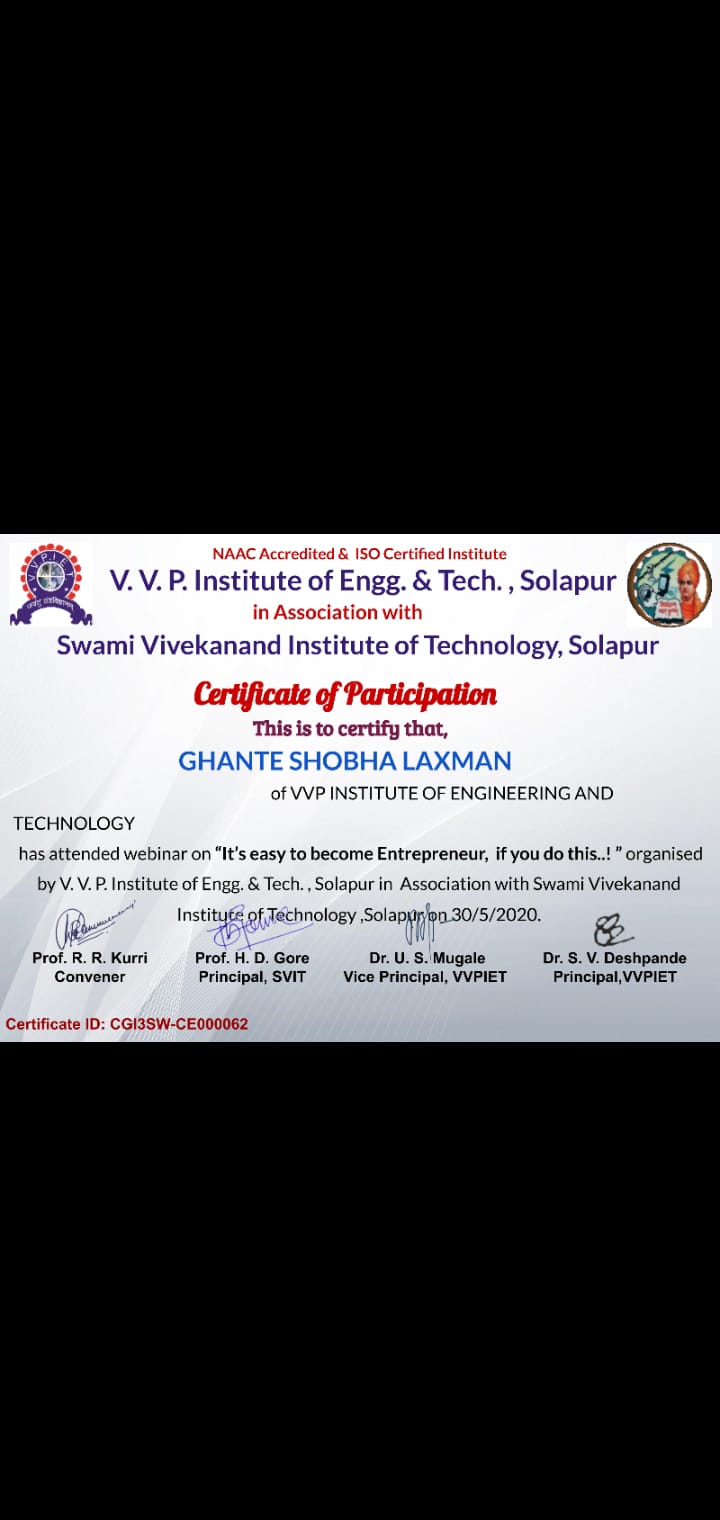 NAAC Accredited & ISO Certified Institute
V. V. P. Institute of Engg. & Tech. , Solapur
in Association with
Swami Vivekanand Institute of Technology, Solapur
Certificate of Participation
This is to certify that,
GHANTE SHOBHA LAXMAN
of VVP INSTITUTE OF ENGINEERING AND
TECHNOLOGY
has attended webinar on “It’s easy to become Entrepreneur, if you do this..! ” organised
by V. V. P. Institute of Engg. & Tech. , Solapur in Association with Swami Vivekanand
Institute of Technology ,Solapur on 30/5/2020.
Prof. R. R. Kurri Prof. H. D. Gore Dr. U. S. Mugale Dr. S. V. Deshpande
Convener Principal, SVIT Vice Principal, VVPIET Principal,VVPIET
Certificate ID: CGI3SW-CE000062
VVPIET